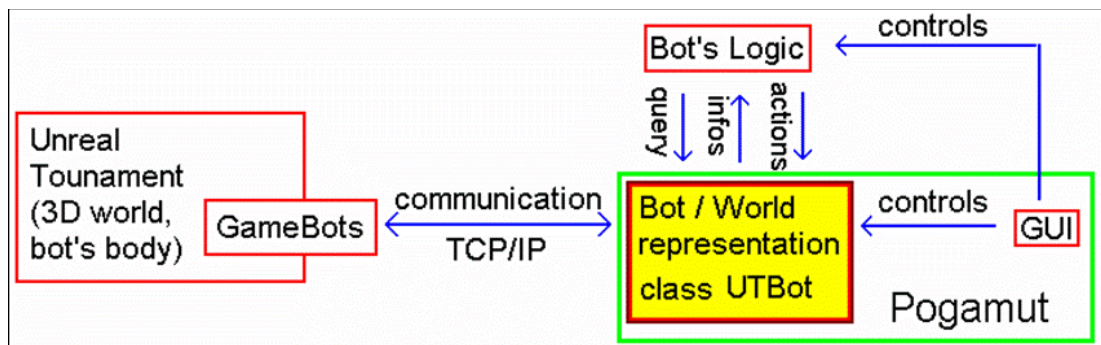 Unreal
Tounament
(3D world,
bot's body)
GameBots
communication
TCP/IP
Bot's Logic
controls
query
infos
actions
Bot / World
representation
class UTBot
controls
GUI
Pogamut